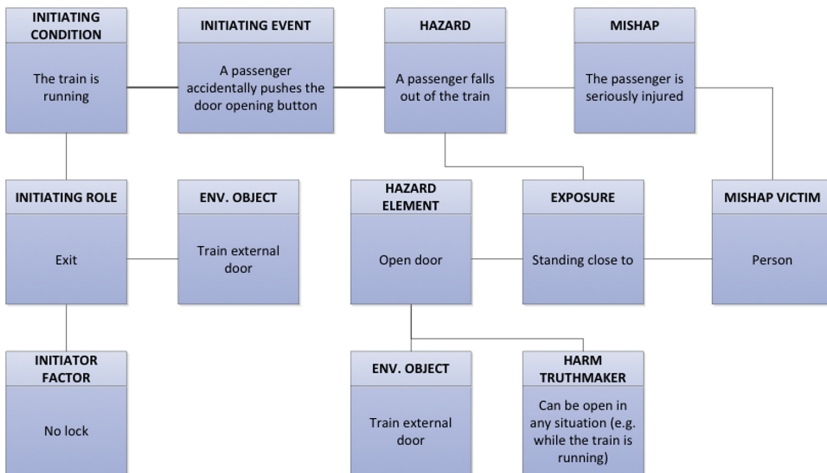 INITIATING
CONDITION
The train is
running
INITIATING EVENT
A passenger
accidentally pushes the
door opening button
HAZARD
A passenger falls
out of the train
MISHAP
The passenger is
seriously injured
INITIATING ROLE
Exit
ENV. OBJECT
Train external
door
HAZARD
ELEMENT
Open door
EXPOSURE
Standing close to
MISHAP VICTIM
Person
INITIATOR
FACTOR
No lock
ENV. OBJECT
Train external
door
HARM
TRUTHMAKER
Can be open in
any situation (e.g.
while the train is
running)